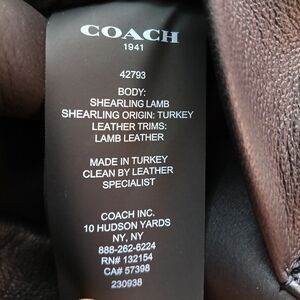 COACH
1941
42793
BODY:
SHEARLING LAMB
SHEARLING ORIGIN: TURKEY
LEATHER TRIMS:
LAMB LEATHER
MADE IN TURKEY
CLEAN BY LEATHER
SPECIALIST
COACH INC.
10 HUDSON YARDS
NY, NY
888-262-6224
RN# 132154
CA# 57398
230938